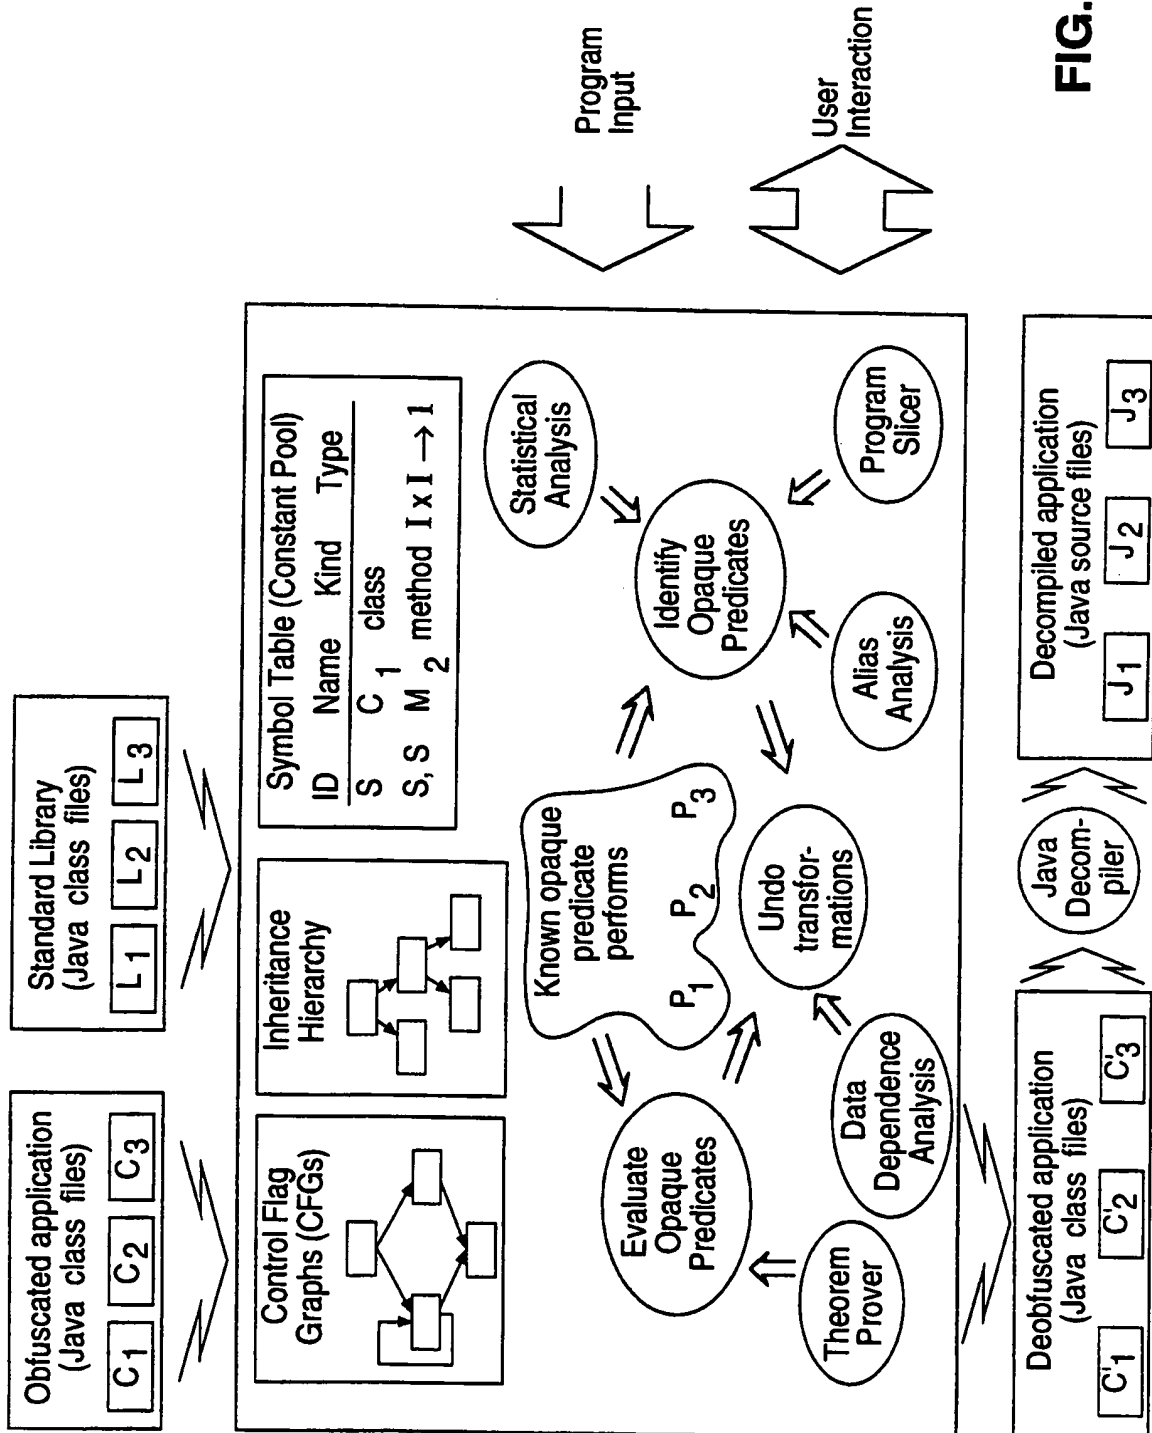 Obfuscated application
(Java class files)
C1 C2 C3
Standard Library
(Java class files)
L1 L2 L3
Control Flag
Graphs (CFGs)
Inheritance
Hierarchy
Symbol Table (Constant Pool)
ID Name Kind Type
S C1 class
S, S M2 method I x I → 1
Known opaque
predicate
performs
P1 P2 P3
Statistical
Analysis
Evaluate
Opaque
Predicates
Identify
Opaque
Predicates
Undo
transfor-
mations
Theorem
Prover
Data
Dependence
Analysis
Alias
Analysis
Program
Slicer
Program
Input
User
Interaction
Deobfuscated application
(Java class files)
C'1 C'2 C'3
Java
Decom-
piler
Decompiled application
(Java source files)
J1 J2 J3
FIG.